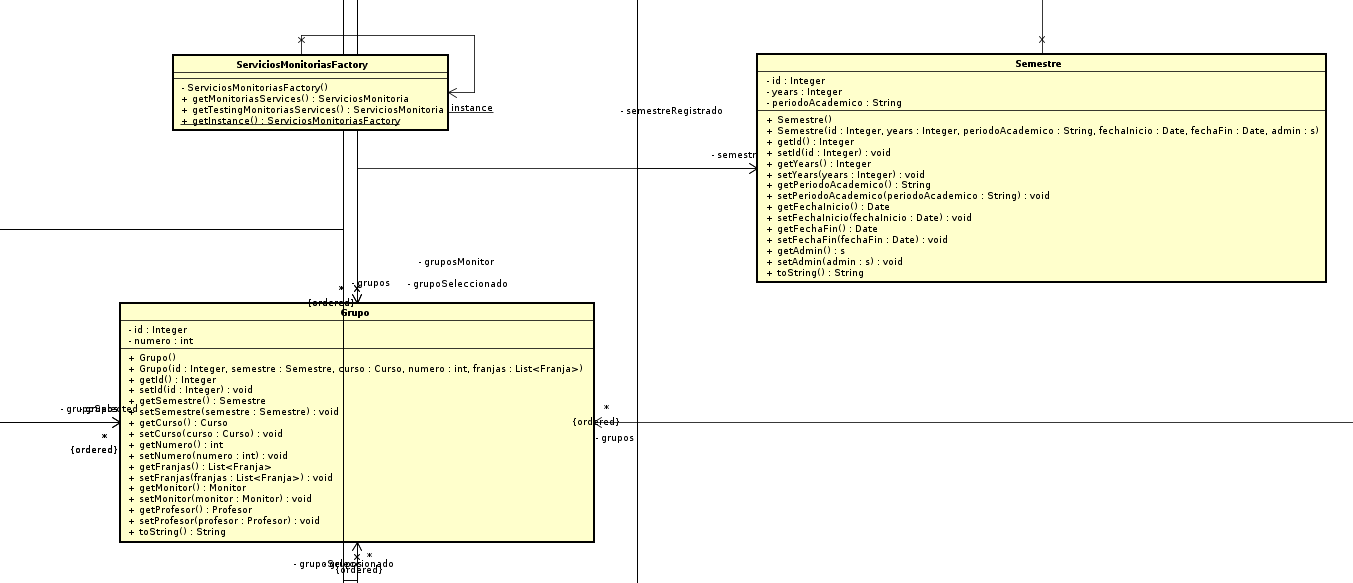 ServiciosMonitoriasFactory
- ServiciosMonitoriasFactory()
+ getMonitoriasServices() : ServiciosMonitoria
+ getTestingMonitoriasServices() : ServiciosMonitoria
+ getInstance() : ServiciosMonitoriasFactory
instance
- semestreRegistrado
- semestr
Semestre
- id : Integer
- years : Integer
- periodoAcademico : String
+ Semestre()
+ Semestre(id : Integer, years : Integer, periodoAcademico : String, fechaInicio : Date, fechaFin : Date, admin : s)
+ getId() : Integer
+ setId(id : Integer) : void
+ getYears() : Integer
+ setYears(years : Integer) : void
+ getPeriodoAcademico() : String
+ setPeriodoAcademico(periodoAcademico : String) : void
+ getFechaInicio() : Date
+ setFechaInicio(fechaInicio : Date) : void
+ getFechaFin() : Date
+ setFechaFin(fechaFin : Date) : void
+ getAdmin() : s
+ setAdmin(admin : s) : void
+ toString() : String
- gruposMonitor
- grupos
- grupoSeleccionado
*
{ordered}
Grupo
- id : Integer
- numero : int
+ Grupo()
+ Grupo(id : Integer, semestre : Semestre, curso : Curso, numero : int, franjas : List<Franja>)
+ getId() : Integer
+ setId(id : Integer) : void
+ getSemestre() : Semestre
+ setSemestre(semestre : Semestre) : void
+ getCurso() : Curso
+ setCurso(curso : Curso) : void
+ getNumero() : int
+ setNumero(numero : int) : void
+ getFranjas() : List<Franja>
+ setFranjas(franjas : List<Franja>) : void
+ getMonitor() : Monitor
+ setMonitor(monitor : Monitor) : void
+ getProfesor() : Profesor
+ setProfesor(profesor : Profesor) : void
+ toString() : String
*
{ordered}
*
{ordered}
- grupos
*
{ordered}